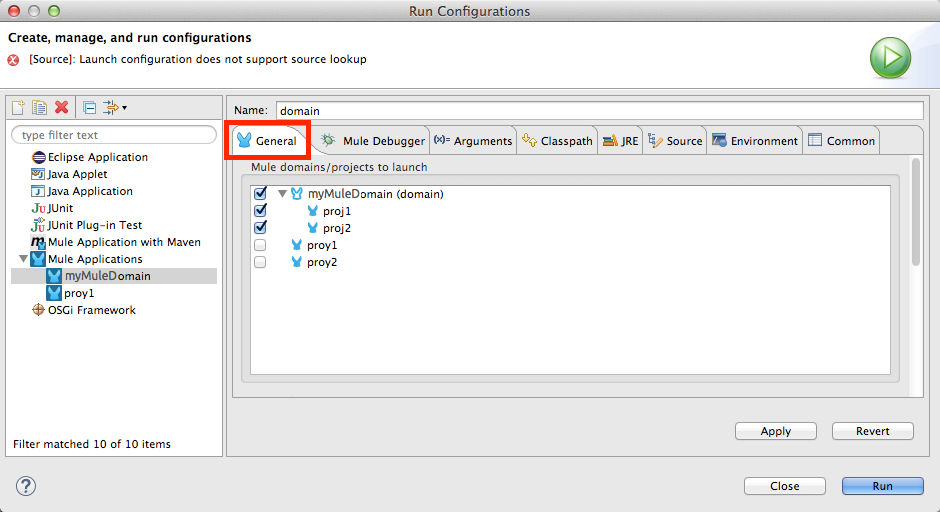 Run Configurations
Create, manage, and run configurations
[Source]: Launch configuration does not support source lookup
type filter text
Eclipse Application
Java Applet
Java Application
JUnit
JUnit Plug-in Test
Mule Application with Maven
Mule Applications
myMuleDomain
proy1
OSGi Framework
Filter matched 10 of 10 items
Name: domain
General Mule Debugger (x)= Arguments Classpath JRE Source Environment Common
Mule domains/projects to launch
myMuleDomain (domain)
proj1
proj2
proy1
proy2
Apply Revert
? Close Run